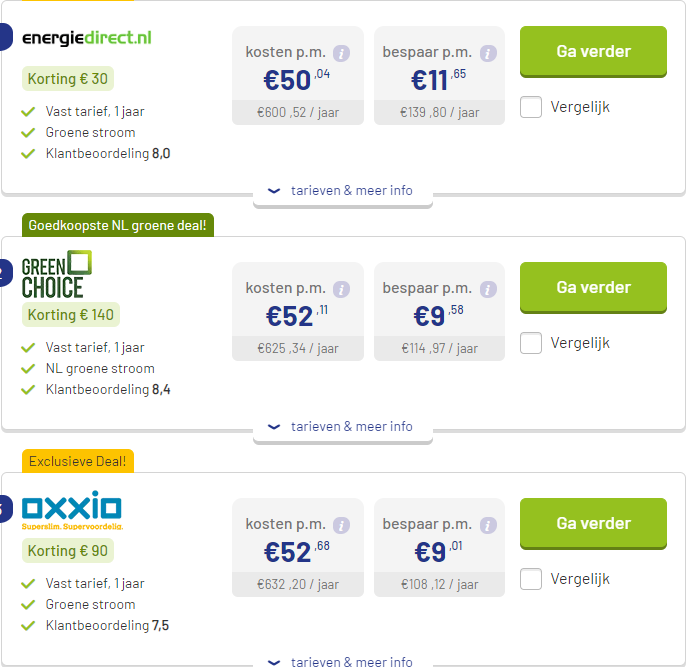 energiedirect.nl
Korting € 30
Vast tarief, 1 jaar
Groene stroom
Klantbeoordeling 8,0
kosten p.m. i
€50 ,04
€600 ,52 / jaar
bespaar p.m. i
€11 ,65
€139 ,80 / jaar
Ga verder
Vergelijk
tarieven & meer info
Goedkoopste NL groene deal!
GREEN
CHOICE
Korting € 140
Vast tarief, 1 jaar
NL groene stroom
Klantbeoordeling 8,4
kosten p.m. i
€52 ,11
€625 ,34 / jaar
bespaar p.m. i
€9 ,58
€114 ,97 / jaar
Ga verder
Vergelijk
tarieven & meer info
Exclusieve Deal!
oxxio
Superslim. Supervoordelig.
Korting € 90
Vast tarief, 1 jaar
Groene stroom
Klantbeoordeling 7,5
kosten p.m. i
€52 ,68
€632 ,20 / jaar
bespaar p.m. i
€9 ,01
€108 ,12 / jaar
Ga verder
Vergelijk
tarieven & meer info